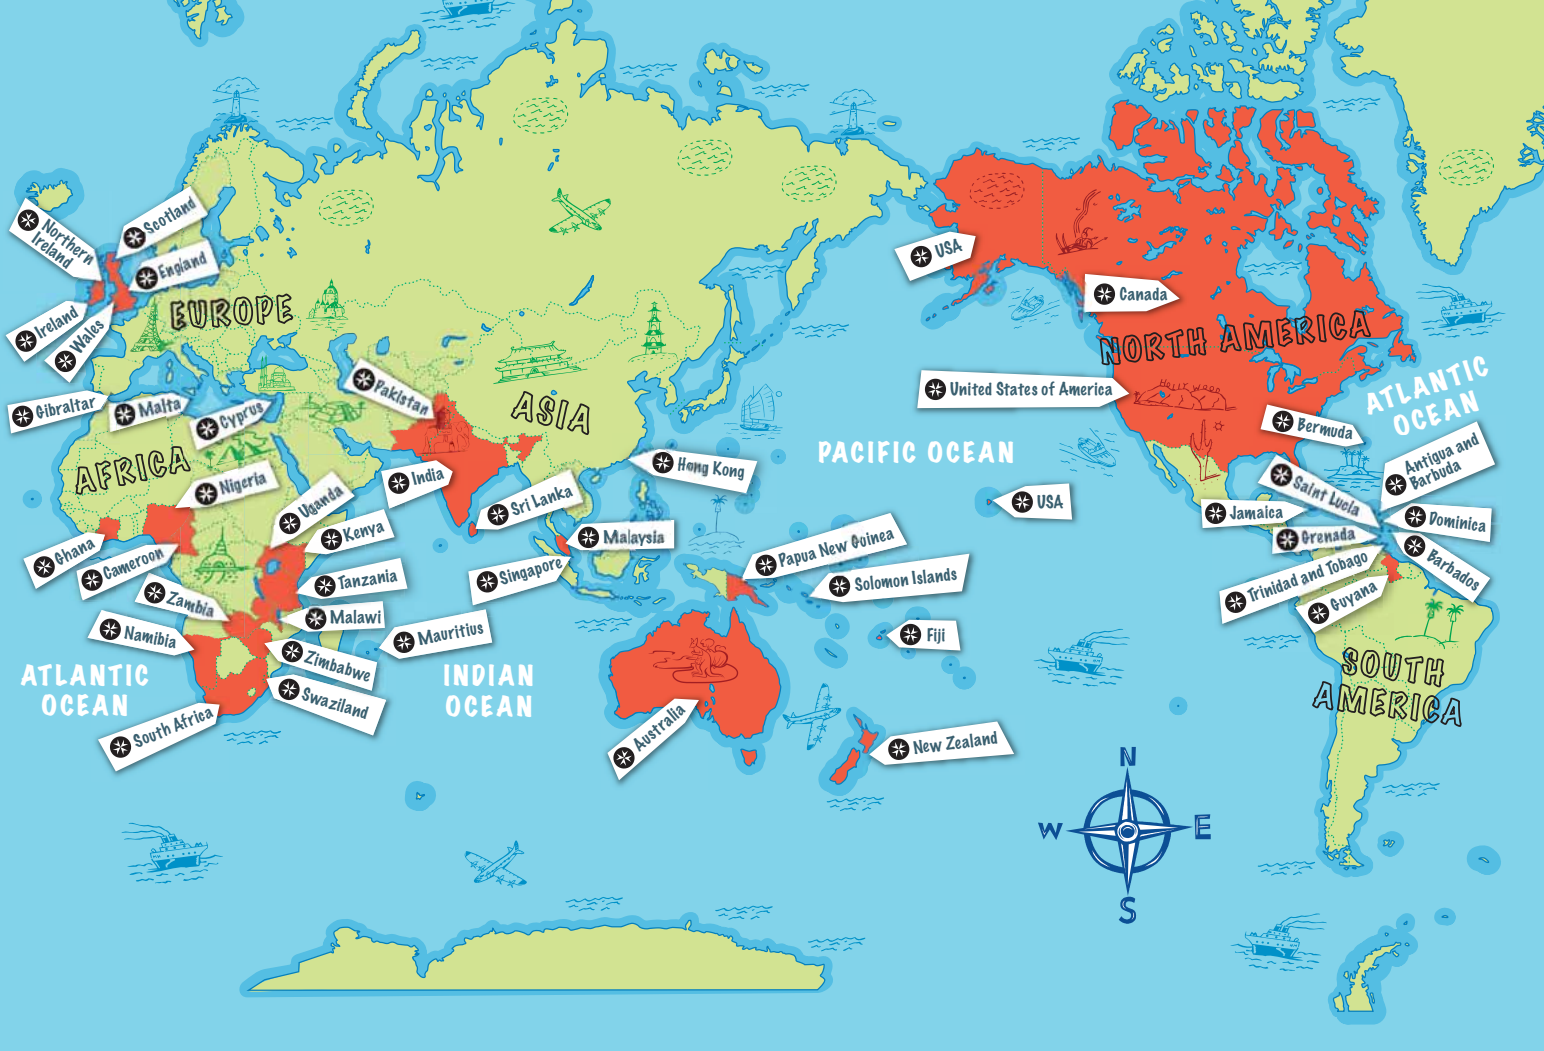 Scotland
Northern
Ireland
England
EUROPE
Ireland
Wales
Gibraltar
Malta
Cyprus
Pakistan
ASIA
AFRICA
Nigeria
India
Hong Kong
Uganda
Sri Lanka
Kenya
Ghana
Cameroon
Malaysia
Singapore
Papua New Guinea
Solomon Islands
Tanzania
Zambia
Malawi
Namibia
Mauritius
Fiji
Zimbabwe
Swaziland
South Africa
ATLANTIC
OCEAN
INDIAN
OCEAN
Australia
New Zealand
PACIFIC OCEAN
USA
USA
Canada
NORTH AMERICA
United States of America
HOLLYWOOD
ATLANTIC
OCEAN
Bermuda
Antigua and
Barbuda
Saint Lucia
Jamaica
Dominica
Grenada
Barbados
Trinidad and Tobago
Guyana
SOUTH
AMERICA
N
W
E
S